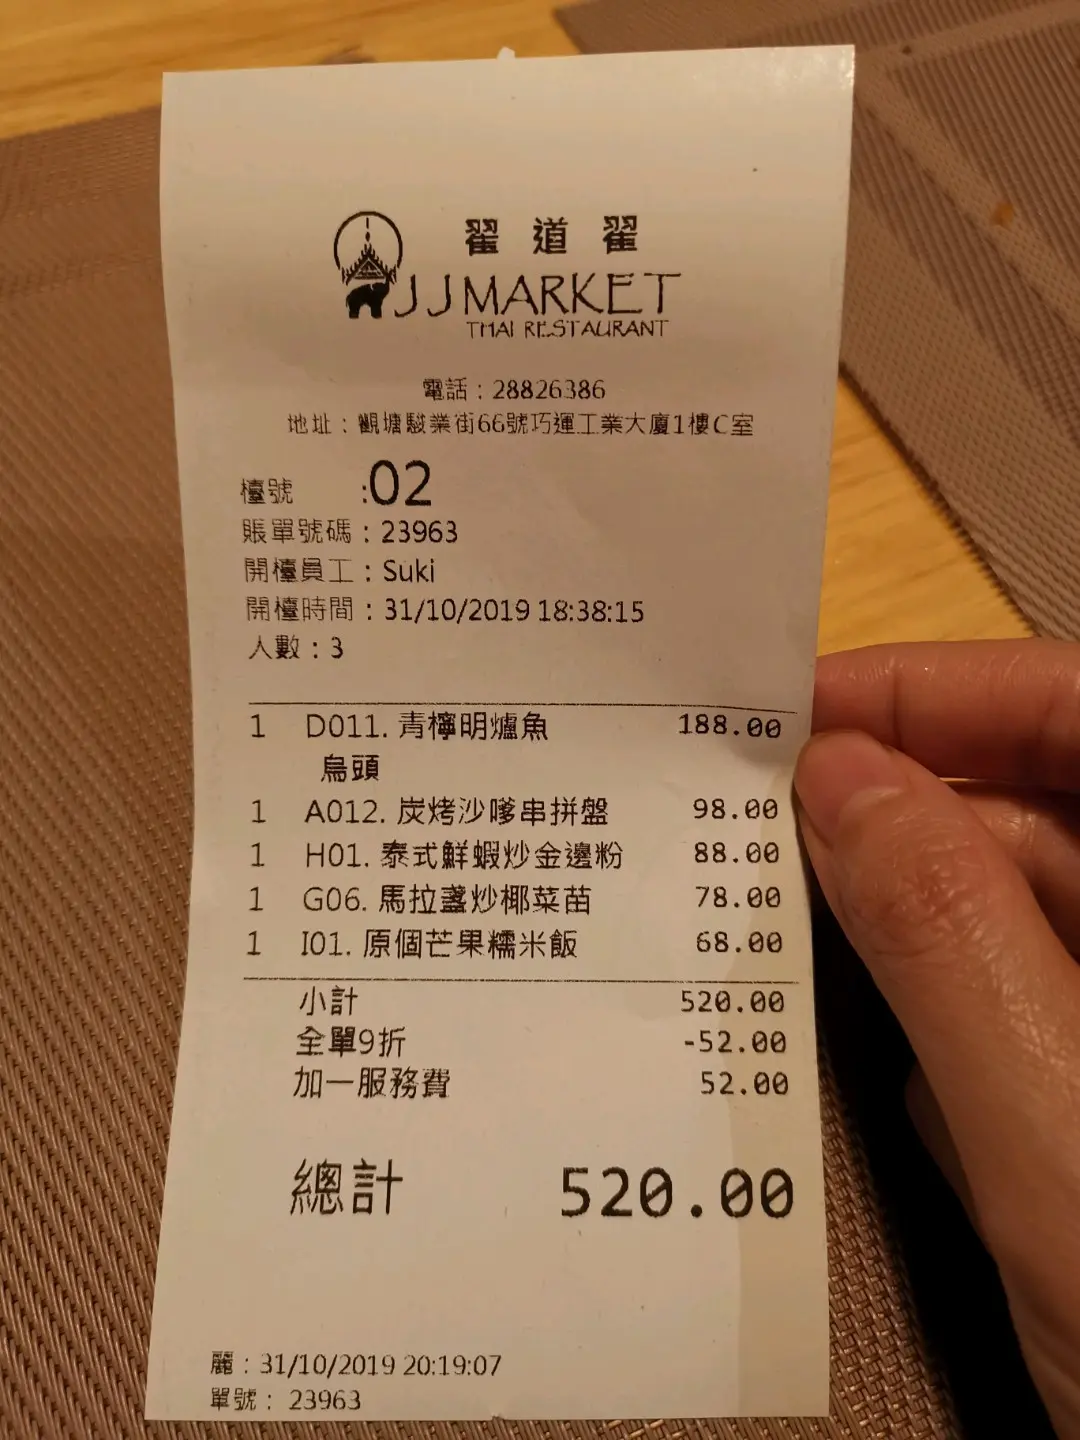 翟道翟
JJ MARKET
THAI RESTAURANT
電話：28826386
地址：觀塘駿業街66號巧運工業大廈1樓C室
檯號 :02
賬單號碼：23963
開檯員工：Suki
開檯時間：31/10/2019 18:38:15
人數：3
1 D011. 青檸明爐魚 188.00
烏頭
1 A012. 炭烤沙嗲串拼盤 98.00
1 H01. 泰式鮮蝦炒金邊粉 88.00
1 G06. 馬拉盞炒椰菜苗 78.00
1 I01. 原個芒果糯米飯 68.00
小計 520.00
全單9折 -52.00
加一服務費 52.00
總計 520.00
麗：31/10/2019 20:19:07
單號： 23963